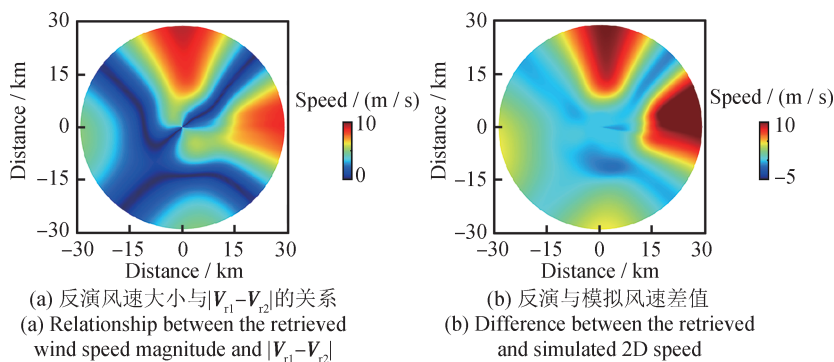 30
15
0
−15
−30
Distance / km
−30 −15 0 15 30
Distance / km
Speed / (m / s)
10
0
(a) 反演风速大小与|Vr1−Vr2|的关系
(a) Relationship between the retrieved
wind speed magnitude and |Vr1−Vr2|
30
15
0
−15
−30
Distance / km
−30 −15 0 15 30
Distance / km
Speed / (m / s)
10
−5
(b) 反演与模拟风速差值
(b) Difference between the retrieved
and simulated 2D speed